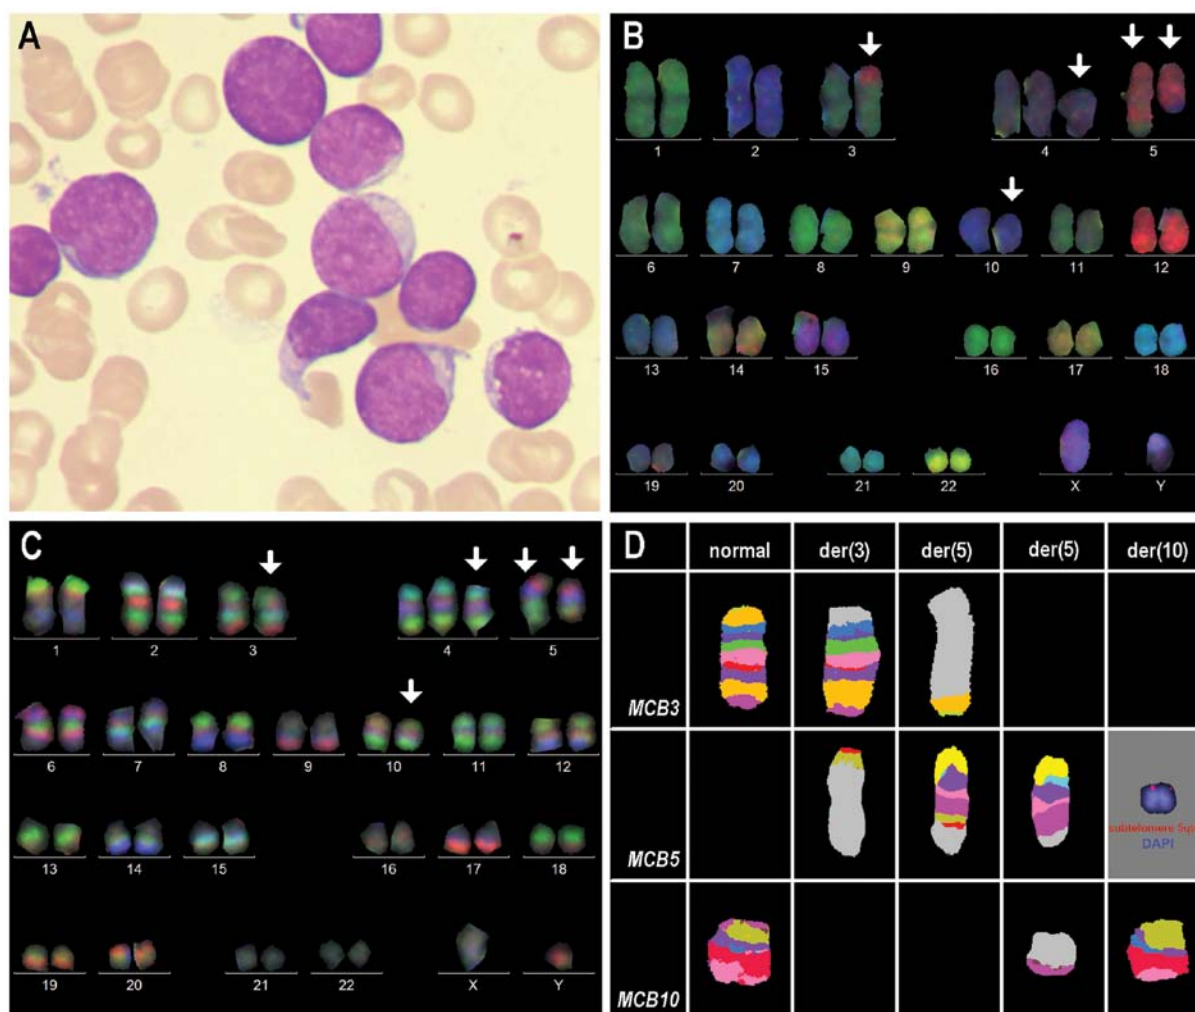 A
B
1 2 3 4 5
6 7 8 9 10 11 12
13 14 15 16 17 18
19 20 21 22 X Y
C
1 2 3 4 5
6 7 8 9 10 11 12
13 14 15 16 17 18
19 20 21 22 X Y
D normal der(3) der(5) der(5) der(10)
MCB3
MCB5
subtelomere 5q
DAPI
MCB10